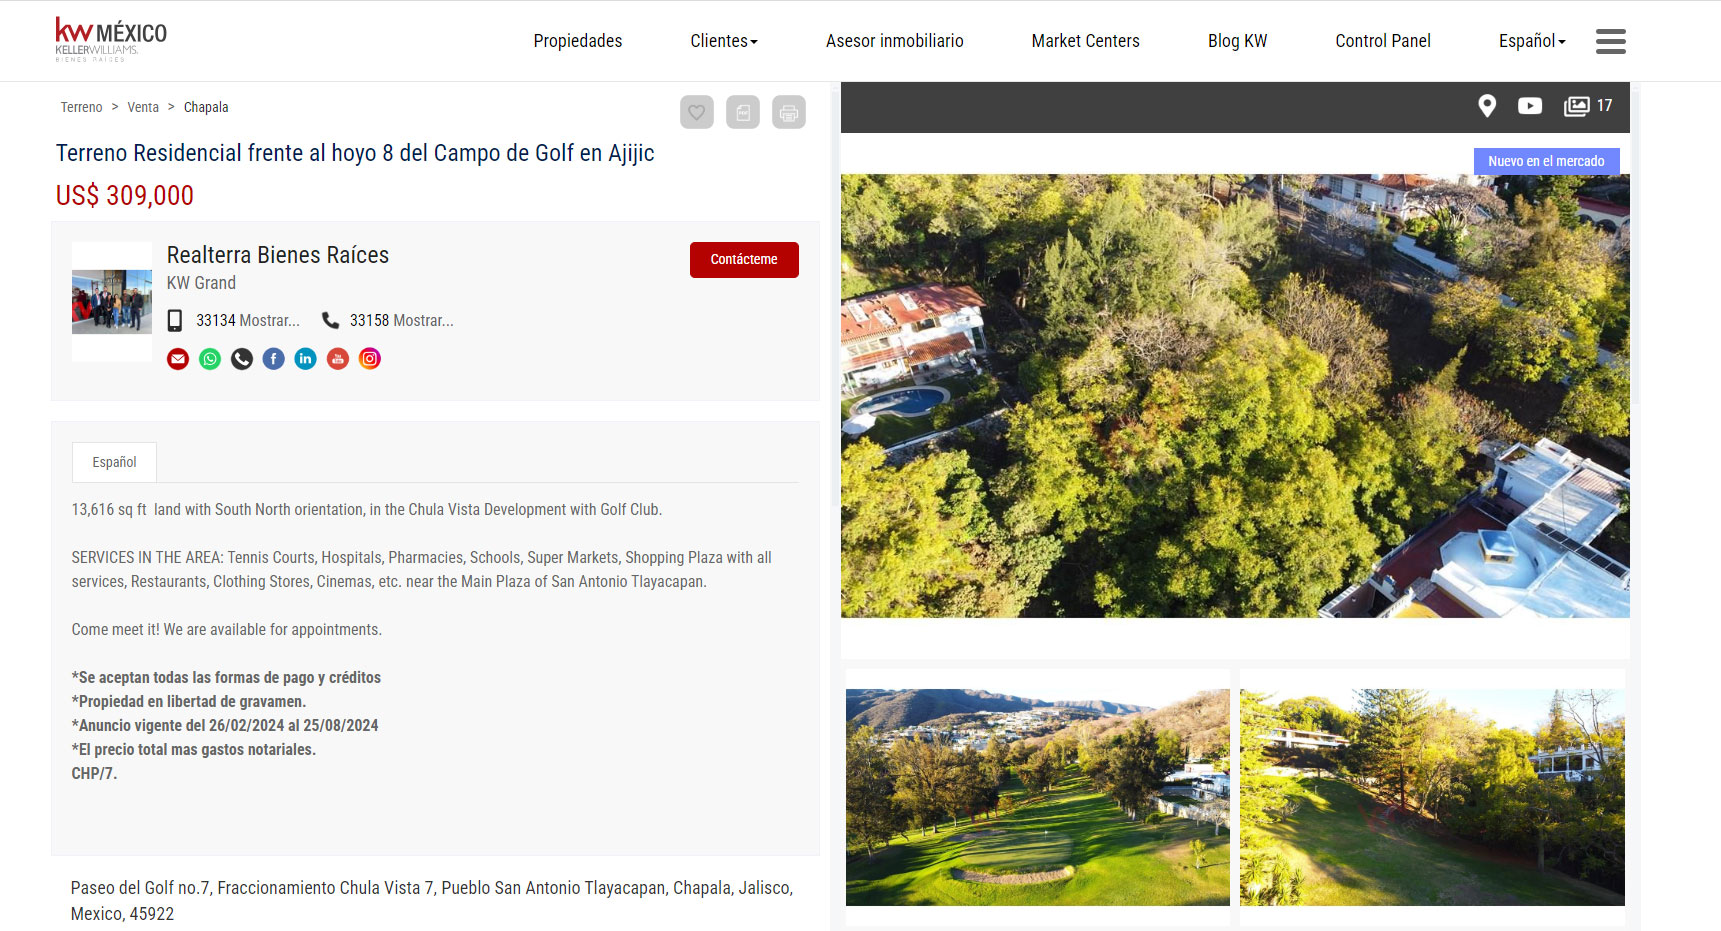 kw MÉXICO
KELLERWILLIAMS.
BIENES RAÍCES
Propiedades
Clientes
Asesor inmobiliario
Market Centers
Blog KW
Control Panel
Español
Terreno > Venta > Chapala
17
Terreno Residencial frente al hoyo 8 del Campo de Golf en Ajijic
Nuevo en el mercado
US$ 309,000
Realterra Bienes Raíces
Contácteme
KW Grand
33134 Mostrar...
33158 Mostrar...
Español
13,616 sq ft land with South North orientation, in the Chula Vista Development with Golf Club.
SERVICES IN THE AREA: Tennis Courts, Hospitals, Pharmacies, Schools, Super Markets, Shopping Plaza with all
services, Restaurants, Clothing Stores, Cinemas, etc. near the Main Plaza of San Antonio Tlayacapan.
Come meet it! We are available for appointments.
*Se aceptan todas las formas de pago y créditos
*Propiedad en libertad de gravamen.
*Anuncio vigente del 26/02/2024 al 25/08/2024
*El precio total mas gastos notariales.
CHP/7.
Paseo del Golf no.7, Fraccionamiento Chula Vista 7, Pueblo San Antonio Tlayacapan, Chapala, Jalisco,
Mexico, 45922